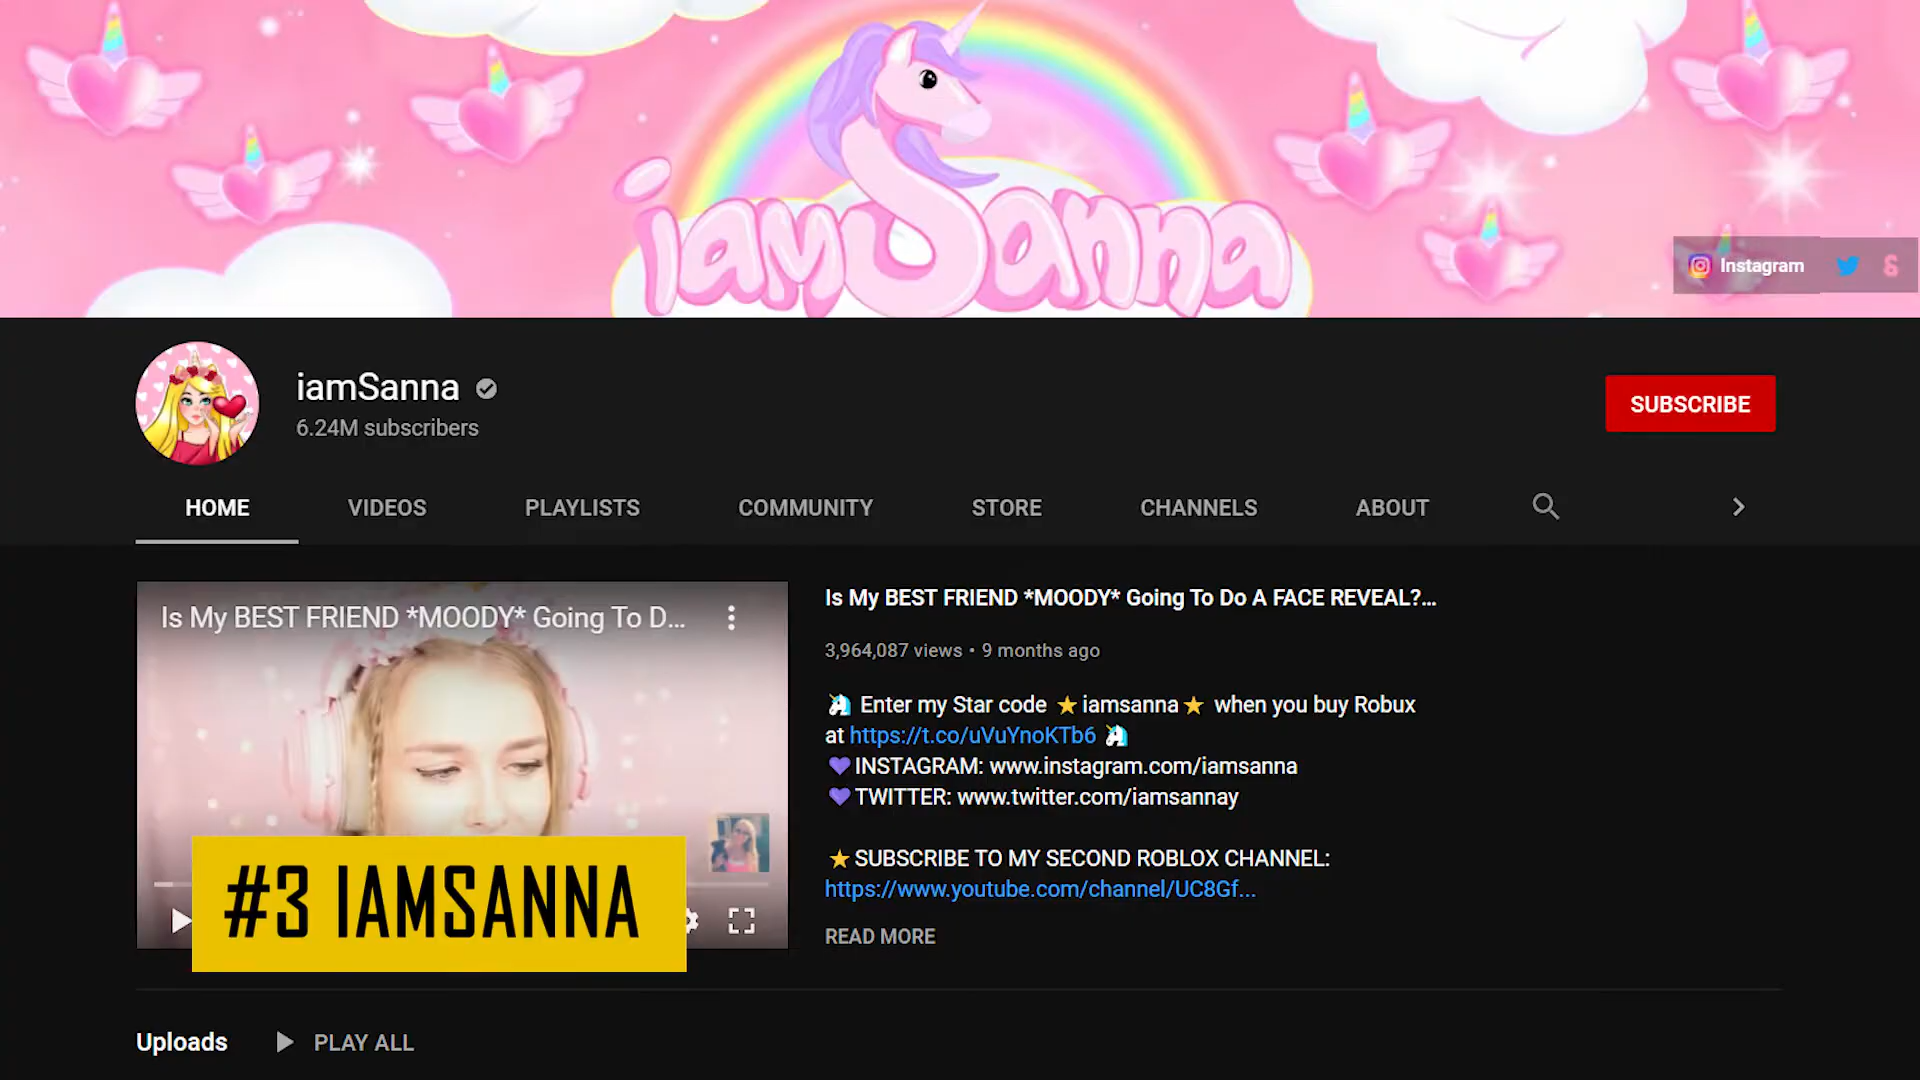 iamSanna
Instagram
iamSanna
6.24M subscribers
SUBSCRIBE
HOME VIDEOS PLAYLISTS COMMUNITY STORE CHANNELS ABOUT
Is My BEST FRIEND *MOODY* Going To D...
Is My BEST FRIEND *MOODY* Going To Do A FACE REVEAL?...
3,964,087 views • 9 months ago
🦄 Enter my Star code ⭐iamsanna⭐ when you buy Robux
at https://t.co/uVuYnoKTb6 🦄
💜INSTAGRAM: www.instagram.com/iamsanna
💜TWITTER: www.twitter.com/iamsannay
⭐SUBSCRIBE TO MY SECOND ROBLOX CHANNEL:
https://www.youtube.com/channel/UC8Gf...
READ MORE
#3 IAMSANNA
Uploads PLAY ALL